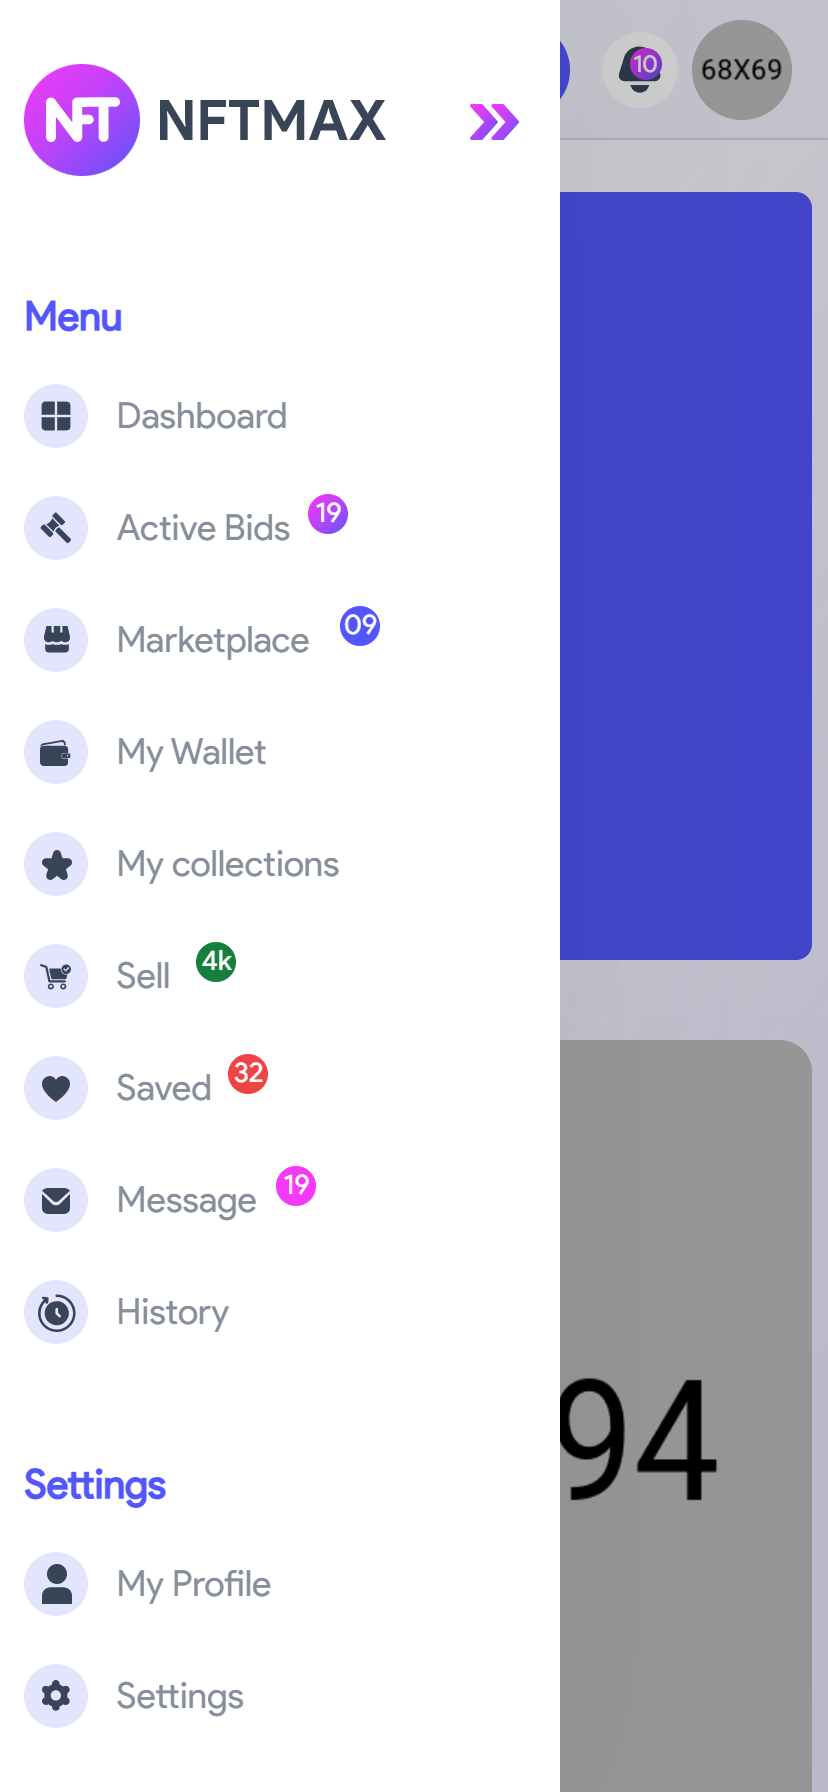 NFT NFTMAX
10
68X69
Menu
Dashboard
Active Bids 19
Marketplace 09
My Wallet
My collections
Sell 4k
Saved 32
Message 19
History
94
Settings
My Profile
Settings